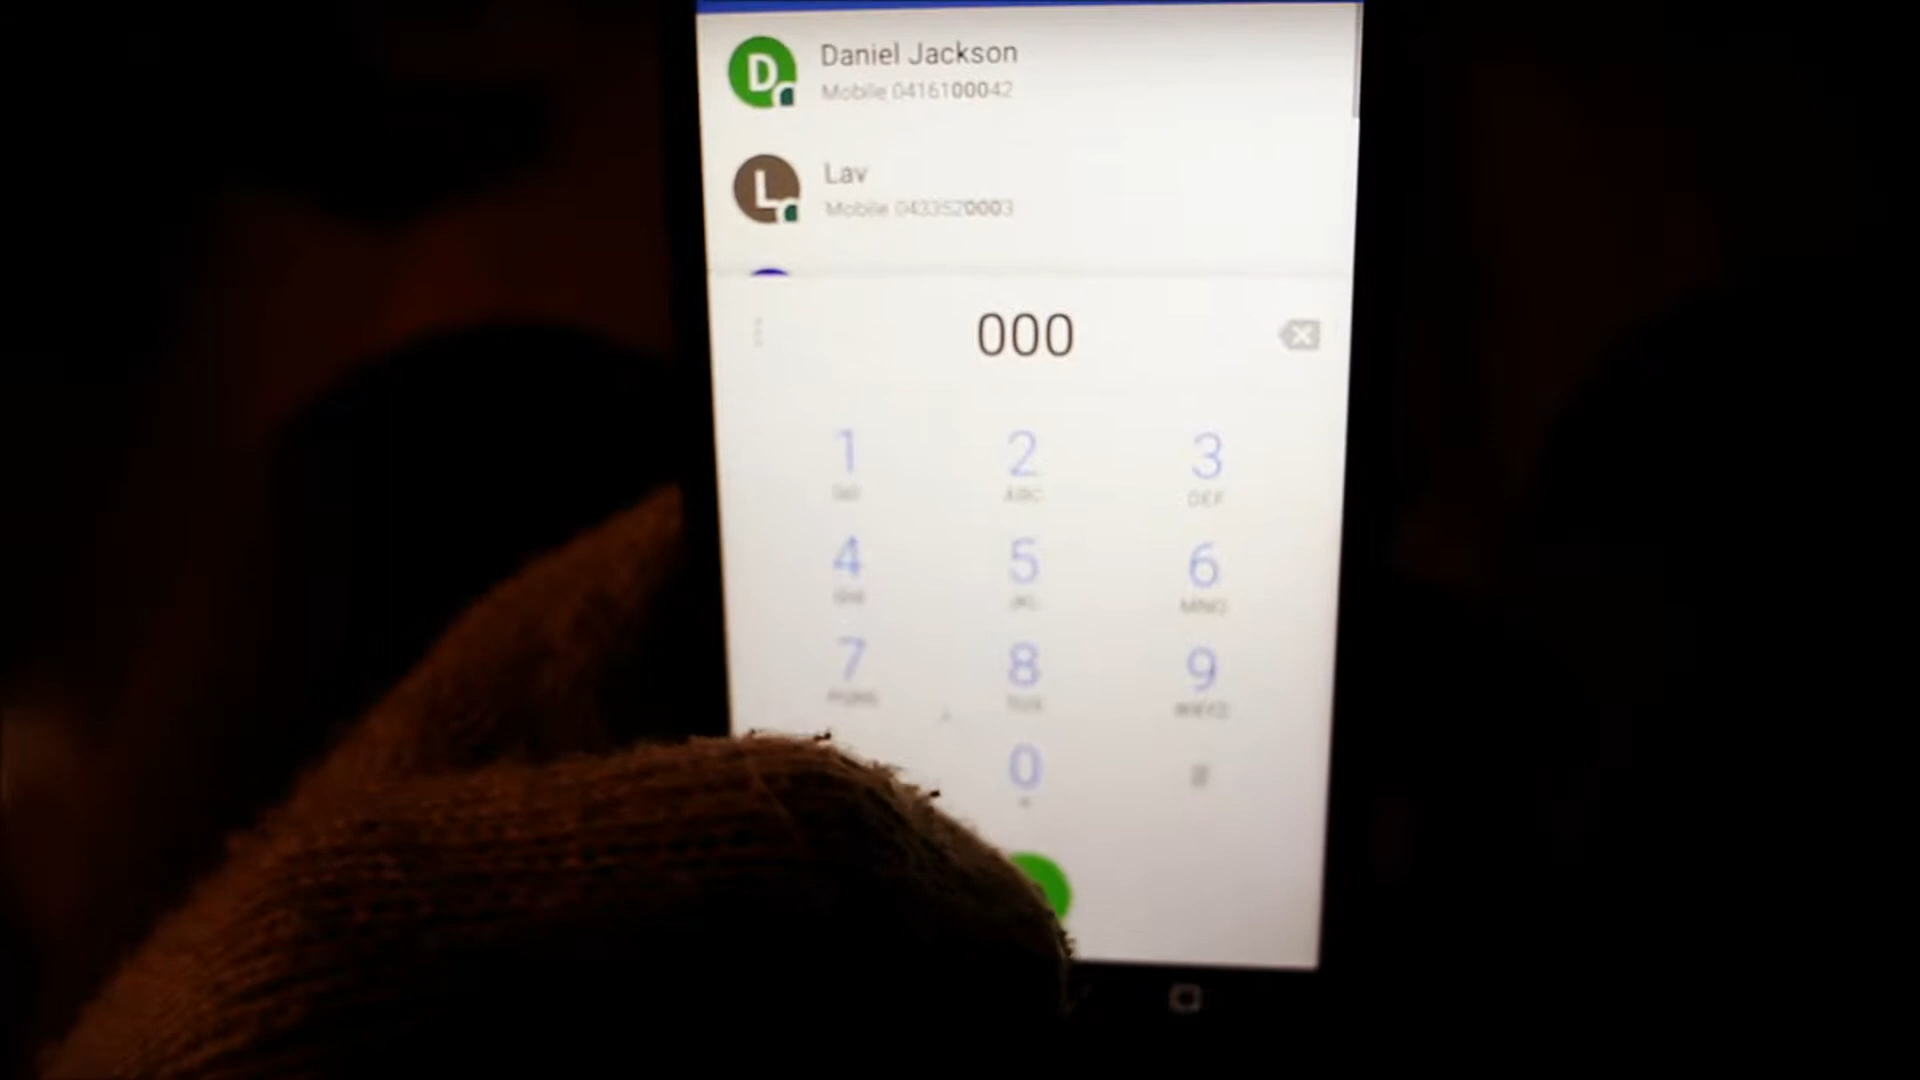 D
Daniel Jackson
Mobile 0416100042
L
Lav
Mobile 0433520003
000
1 2 3
ABC DEF
4 5 6
JKL MNO
7 8 9
0 #